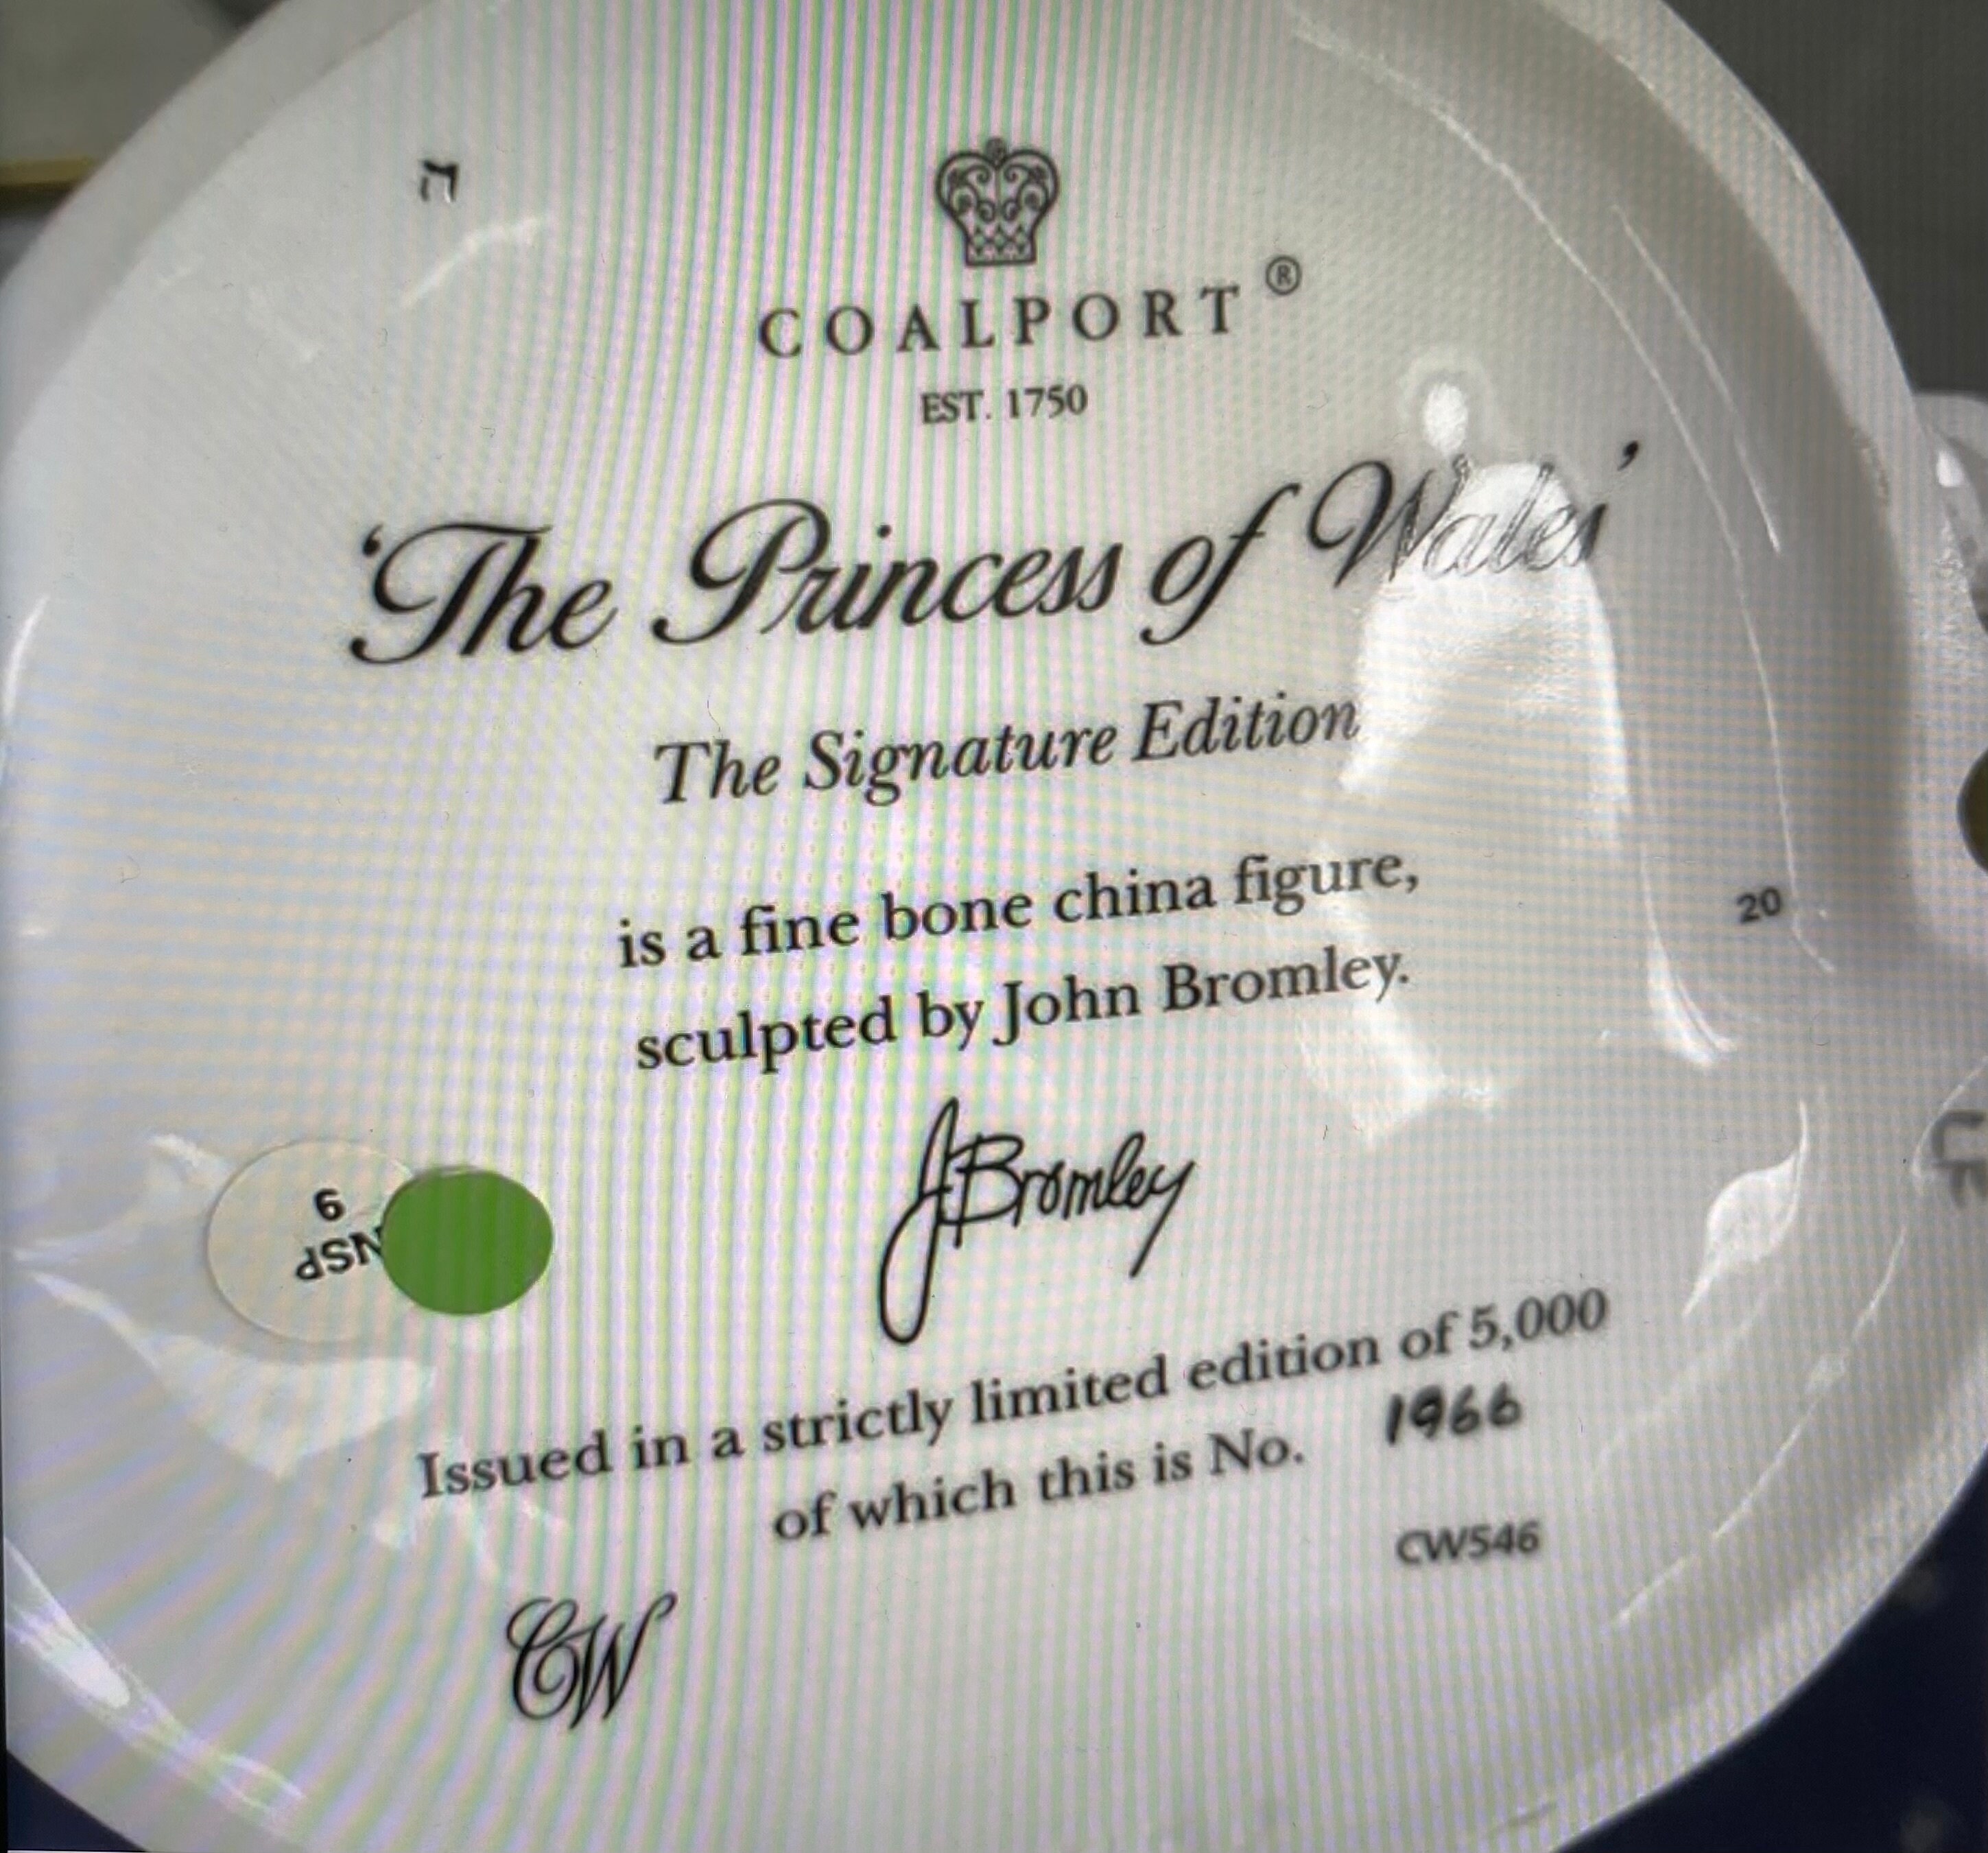 COALPORT®
EST. 1750
‘The Princess of Wales’
The Signature Edition
is a fine bone china figure,
sculpted by John Bromley.
20
J Bromley
9
NSP
Issued in a strictly limited edition of 5,000
of which this is No. 1966
CW546
CW